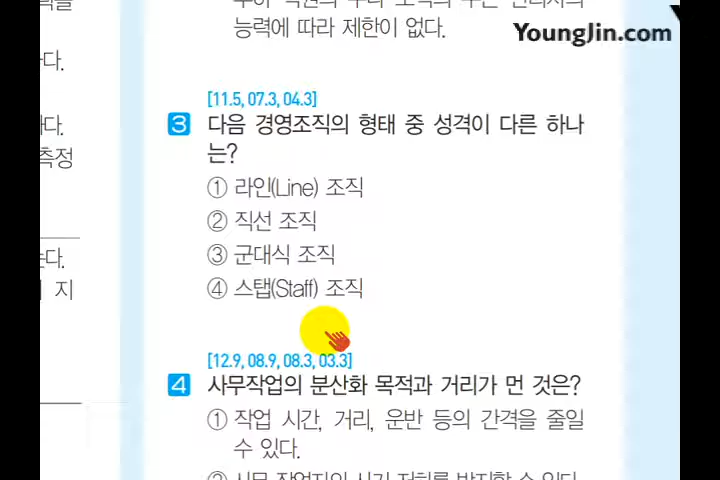 능력에 따라 제한이 없다.
YoungJin.com
다.
다.
측정
는다.
지
[11.5, 07.3, 04.3]
3 다음 경영조직의 형태 중 성격이 다른 하나
는?
① 라인(Line) 조직
② 직선 조직
③ 군대식 조직
④ 스탭(Staff) 조직
[12.9, 08.9, 08.3, 03.3]
4 사무작업의 분산화 목적과 거리가 먼 것은?
① 작업 시간, 거리, 운반 등의 간격을 줄일
수 있다.